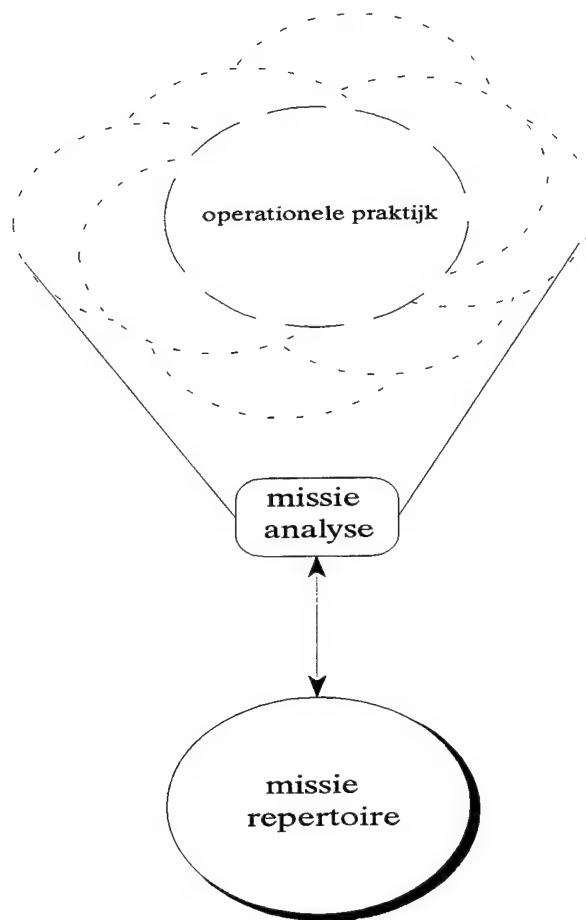 operationele praktijk
missie
analyse
missie
repertoire